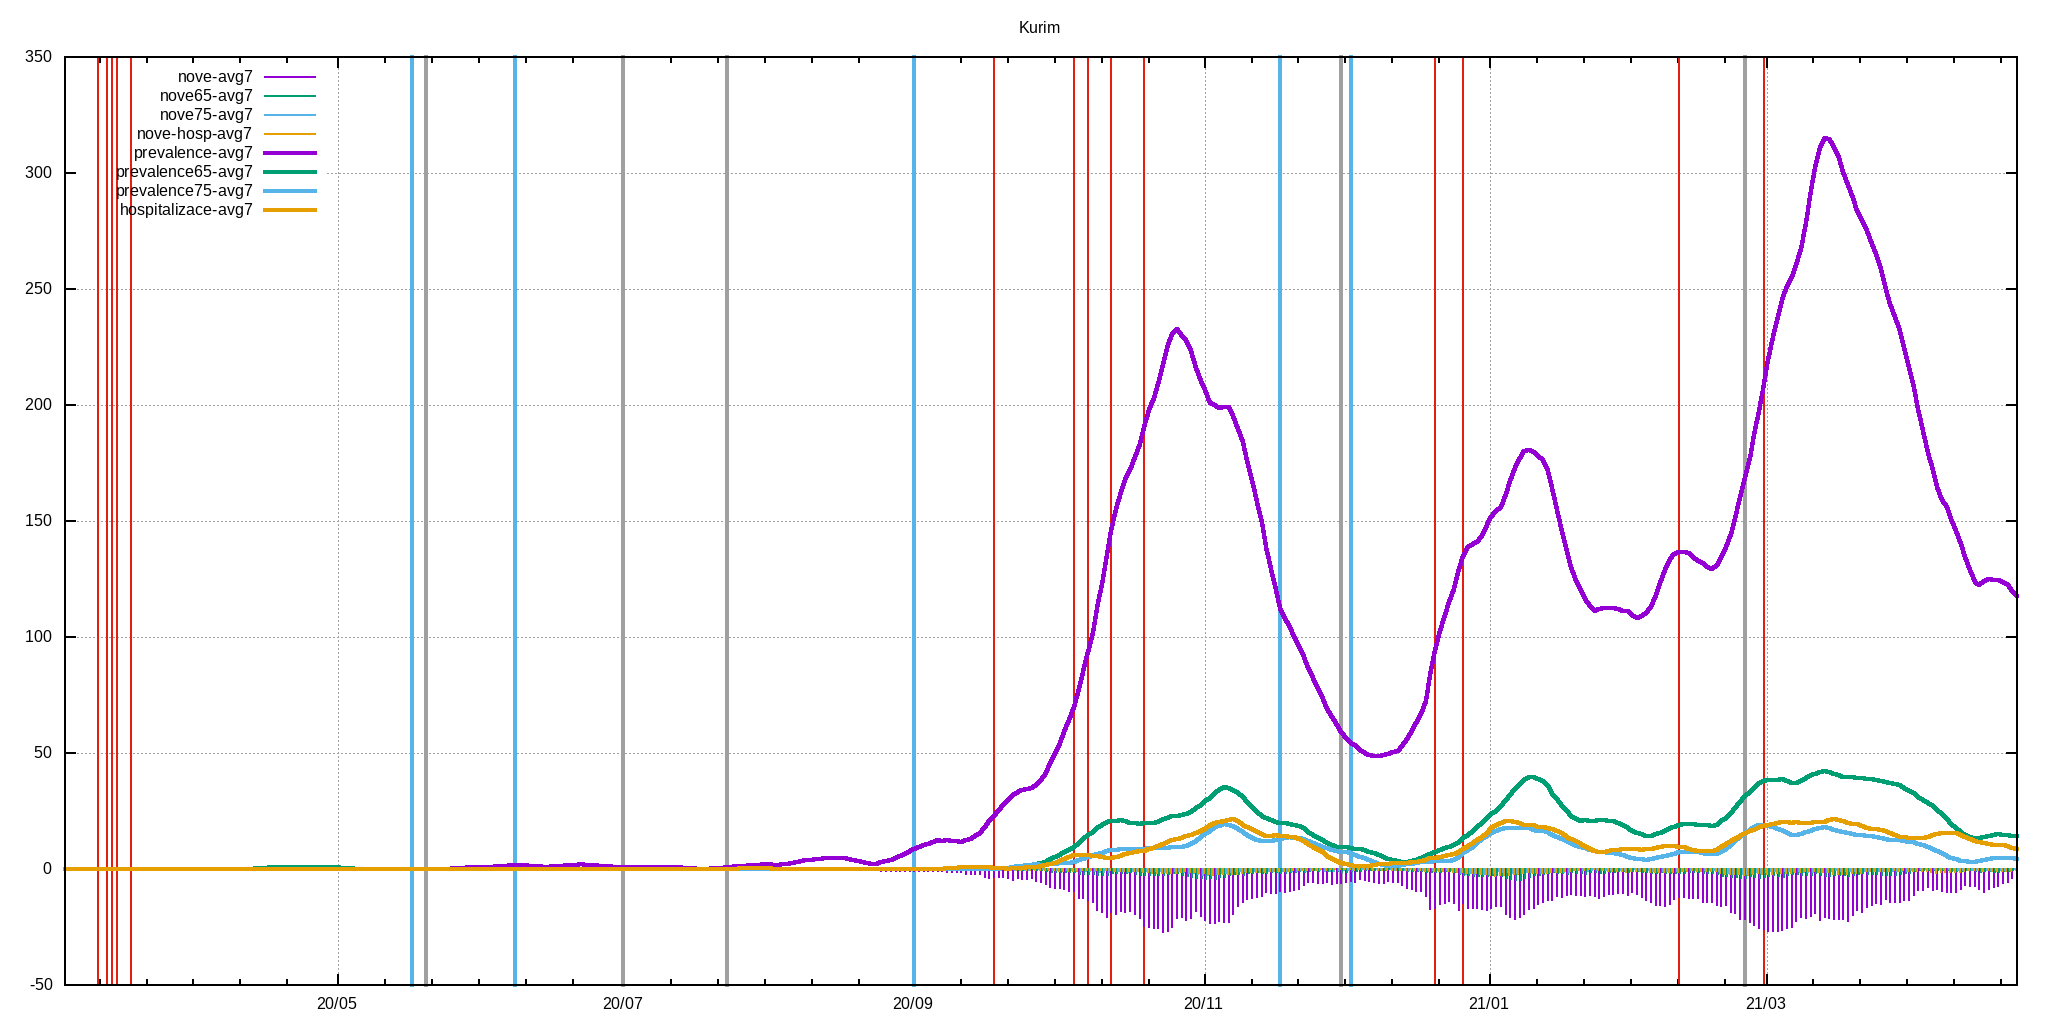 Kurim
350
300
250
200
150
100
50
0
-50
nove-avg7
nove65-avg7
nove75-avg7
nove-hosp-avg7
prevalence-avg7
prevalence65-avg7
prevalence75-avg7
hospitalizace-avg7
20/05 20/07 20/09 20/11 21/01 21/03